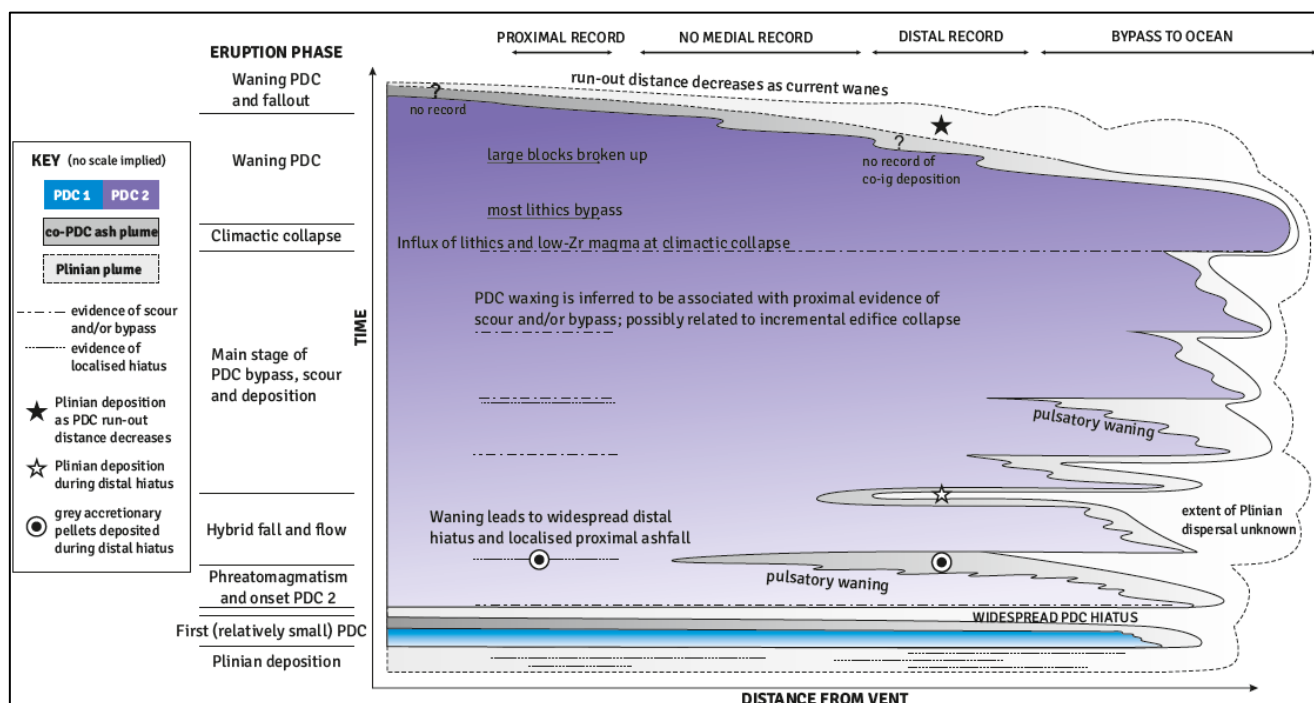 PROXIMAL RECORD
NO MEDIAL RECORD
DISTAL RECORD
BYPASS TO OCEAN
ERUPTION PHASE
Waning PDC
and fallout
Waning PDC
Climactic collapse
Main stage of
PDC bypass, scour
and deposition
Hybrid fall and flow
Phreatomagmatism
and onset PDC 2
First (relatively small) PDC
Plinian deposition
KEY (no scale implied)
PDC 1
PDC 2
co-PDC ash plume
Plinian plume
evidence of scour
and/or bypass
evidence of
localised hiatus
Plinian deposition
as PDC run-out
distance decreases
Plinian deposition
during distal hiatus
grey accretionary
pellets deposited
during distal hiatus
TIME
run-out distance decreases as current wanes
?
no record
large blocks broken up
?
no record of
co-ig deposition
most lithics bypass
Influx of lithics and low-Zr magma at climactic collapse
PDC waxing is inferred to be associated with proximal evidence of
scour and/or bypass; possibly related to incremental edifice collapse
pulsatory waning
Waning leads to widespread distal
hiatus and localised proximal ashfall
extent of Plinian
dispersal unknown
pulsatory waning
WIDESPREAD PDC HIATUS
DISTANCE FROM VENT